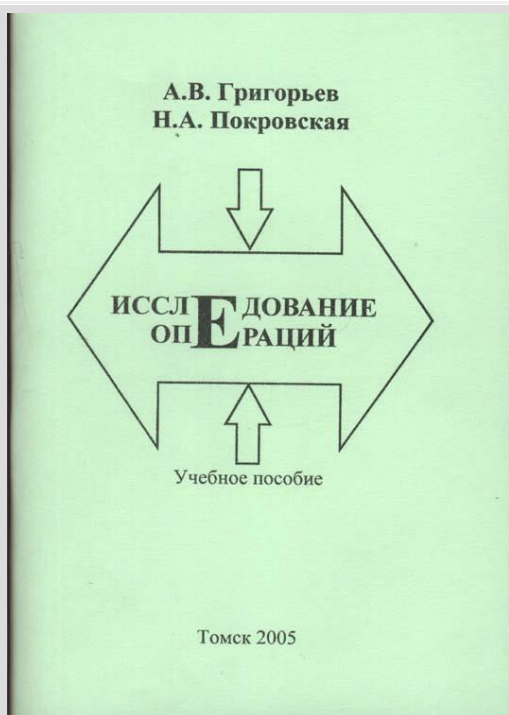 А.В. Григорьев
Н.А. Покровская
ИССЛЕДОВАНИЕ
ОПЕРАЦИЙ
Учебное пособие
Томск 2005